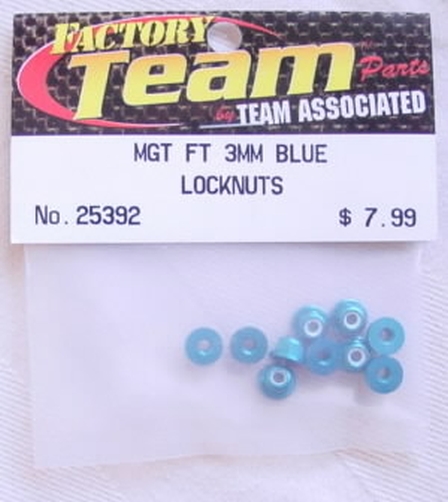 FACTORY
Team
Parts
by TEAM ASSOCIATED
MGT FT 3MM BLUE
LOCKNUTS
No. 25392
$ 7.99